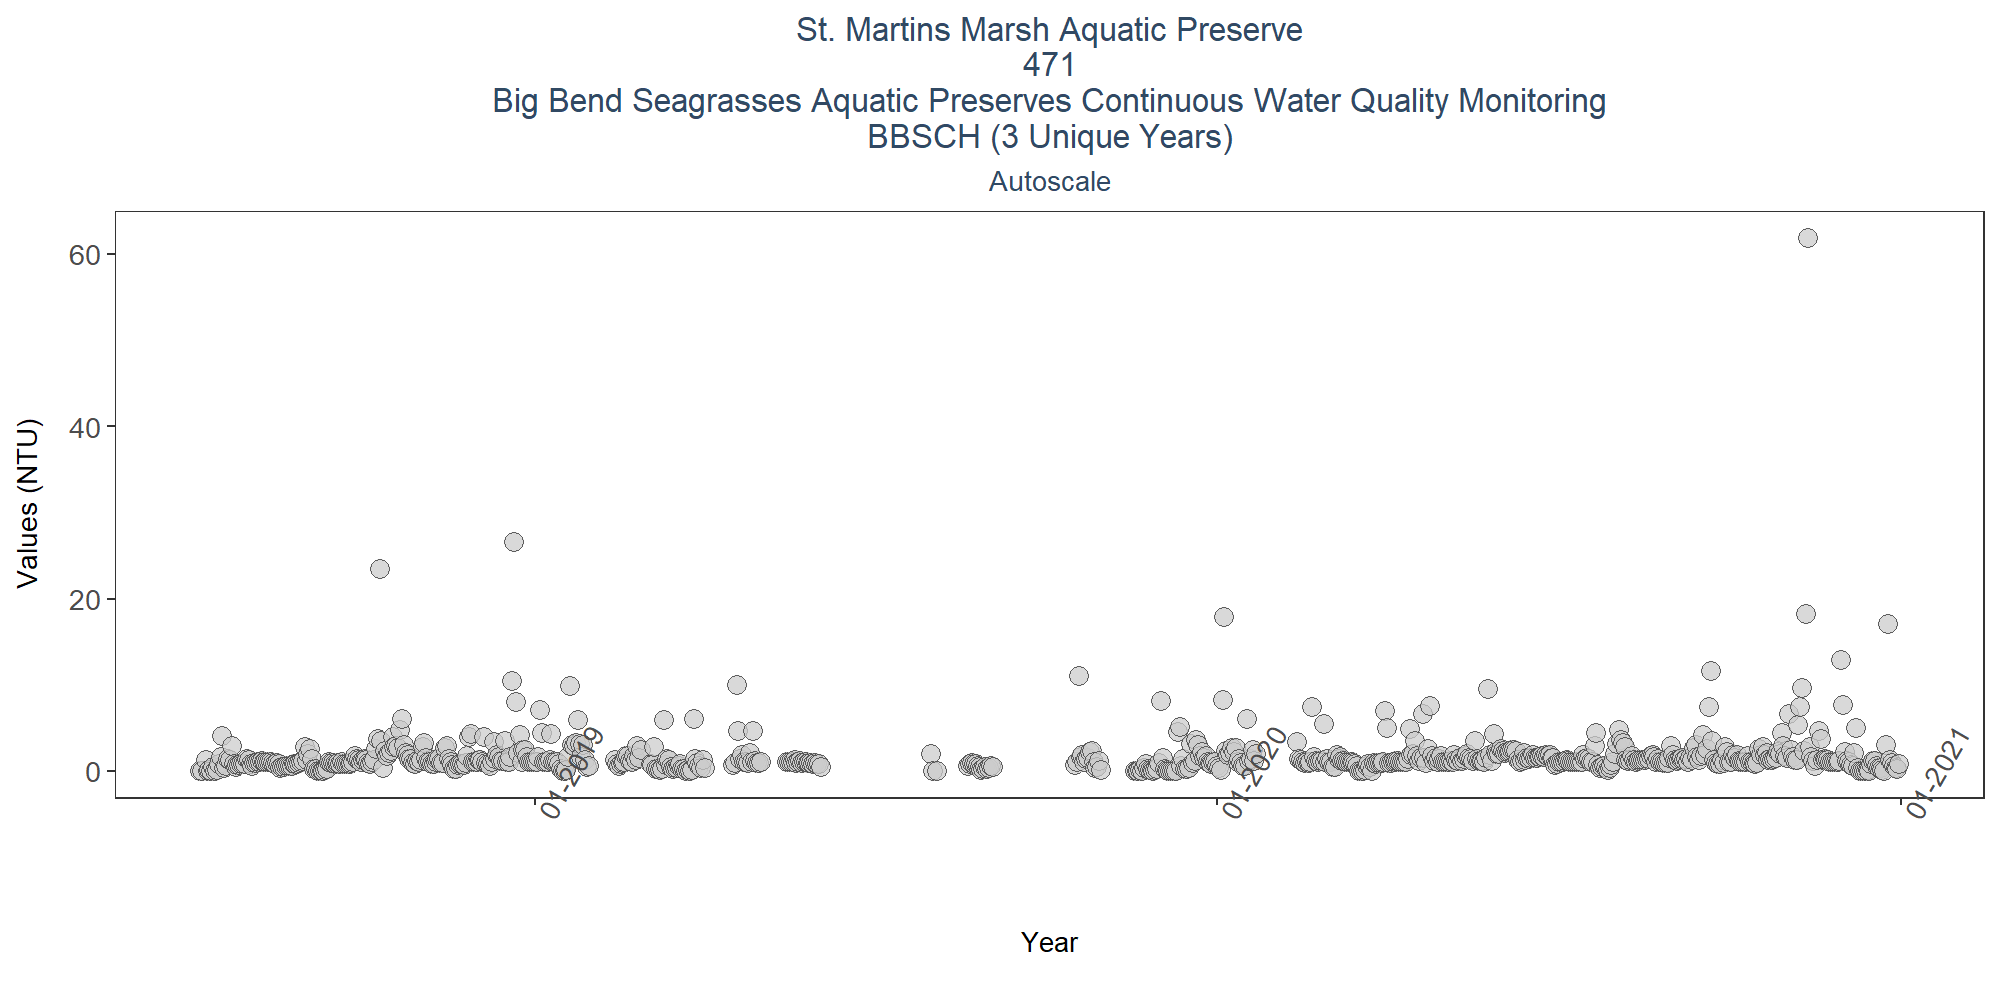 St. Martins Marsh Aquatic Preserve
471
Big Bend Seagrasses Aquatic Preserves Continuous Water Quality Monitoring
BBSCH (3 Unique Years)
Autoscale
Values (NTU)
60
40
20
0
01-2019
01-2020
01-2021
Year